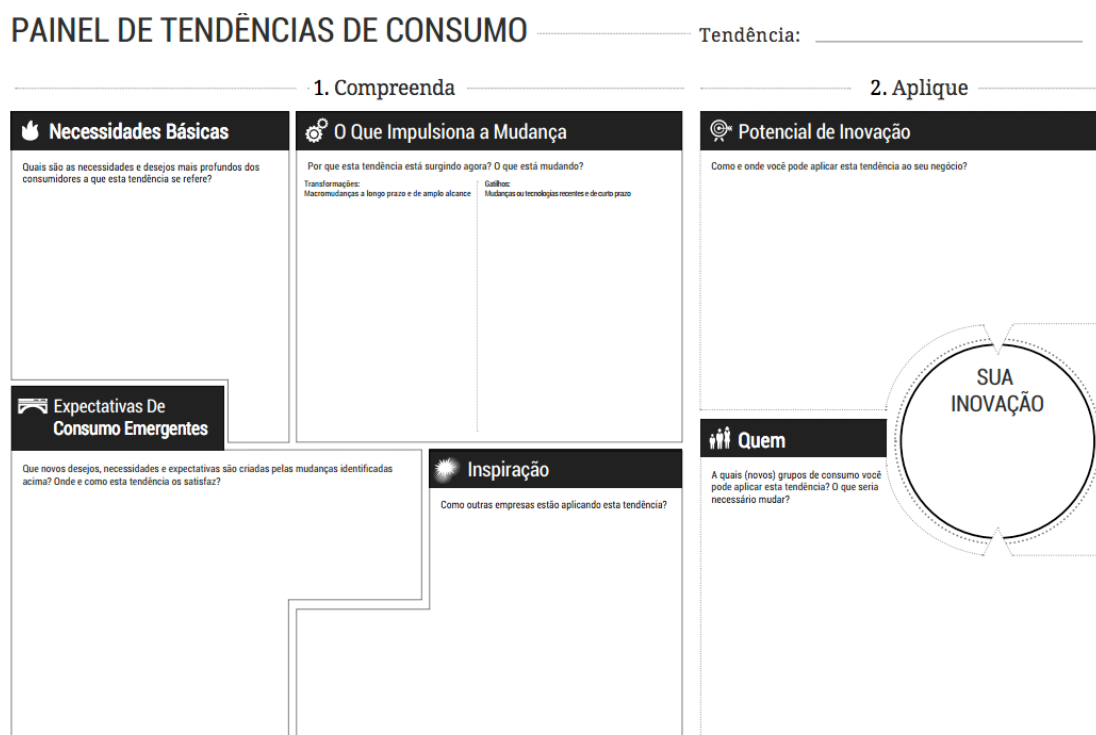 PAINEL DE TENDÊNCIAS DE CONSUMO
Tendência:
1. Compreenda
2. Aplique
Necessidades Básicas
Quais são as necessidades e desejos mais profundos dos
consumidores a que esta tendência se refere?
O Que Impulsiona a Mudança
Por que esta tendência está surgindo agora? O que está mudando?
Transformações:
Macromudanças a longo prazo e de amplo alcance
Gatilhos:
Mudanças ou tecnologias recentes e de curto prazo
Potencial de Inovação
Como e onde você pode aplicar esta tendência ao seu negócio?
SUA
INOVAÇÃO
Expectativas De
Consumo Emergentes
Que novos desejos, necessidades e expectativas são criadas pelas mudanças identificadas
acima? Onde e como esta tendência os satisfaz?
Inspiração
Como outras empresas estão aplicando esta tendência?
Quem
A quais (novos) grupos de consumo você
pode aplicar esta tendência? O que seria
necessário mudar?